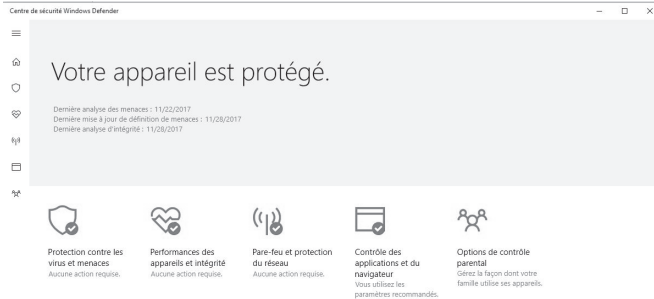 Centre de sécurité Windows Defender
Votre appareil est protégé.
Dernière analyse des menaces : 11/22/2017
Dernière mise à jour de définition de menaces : 11/28/2017
Dernière analyse d'intégrité : 11/28/2017
Protection contre les
virus et menaces
Aucune action requise.
Performances des
appareils et intégrité
Aucune action requise.
Pare-feu et protection
du réseau
Aucune action requise.
Contrôle des
applications et du
navigateur
Vous utilisez les
paramètres recommandés.
Options de contrôle
parental
Gérez la façon dont votre
famille utilise ses appareils.